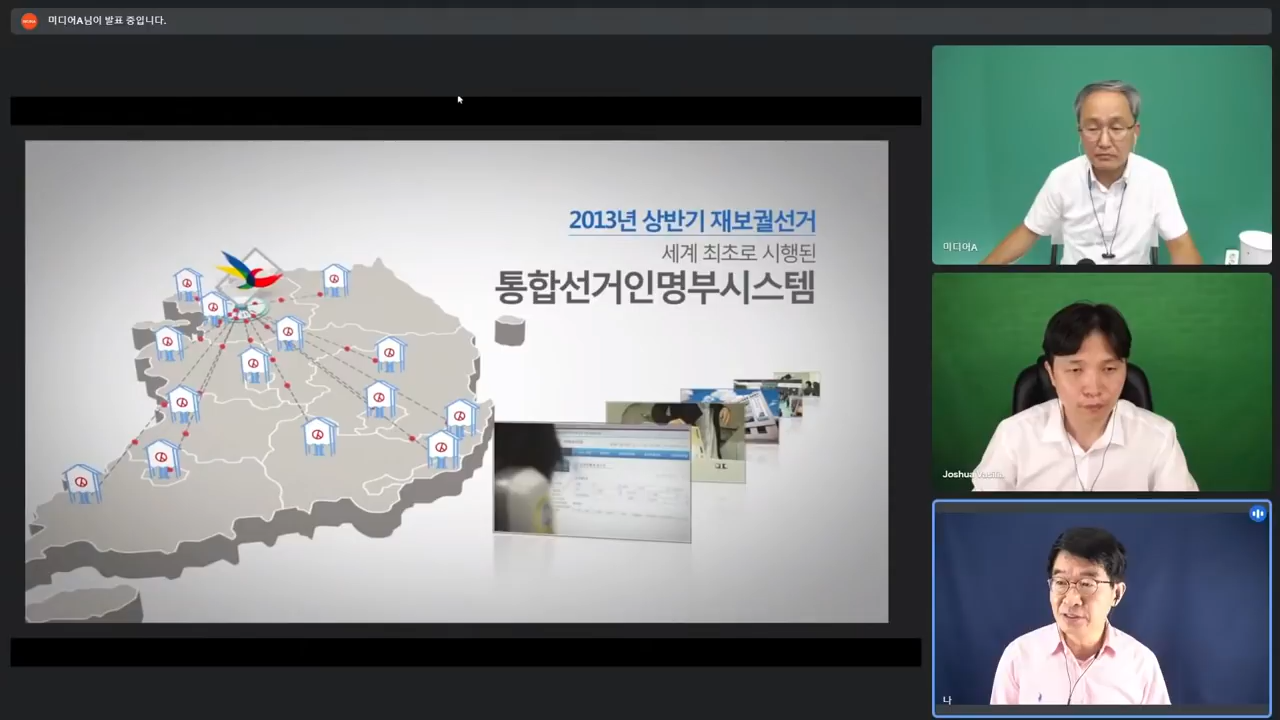 미디어A님이 발표 중입니다.
2013년 상반기 재보궐선거
세계 최초로 시행된
통합선거인명부시스템
미디어A
Joshua
나